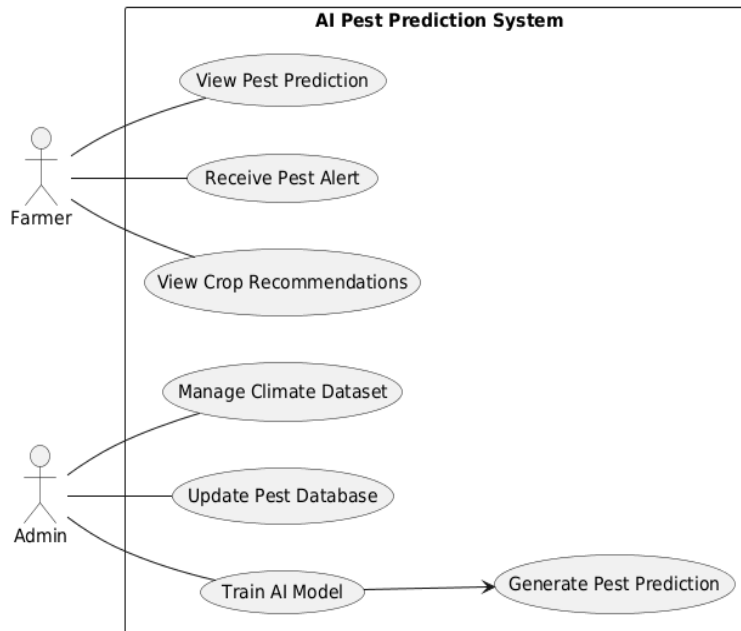 AI Pest Prediction System
View Pest Prediction
Farmer
Receive Pest Alert
View Crop Recommendations
Manage Climate Dataset
Admin
Update Pest Database
Train AI Model
Generate Pest Prediction